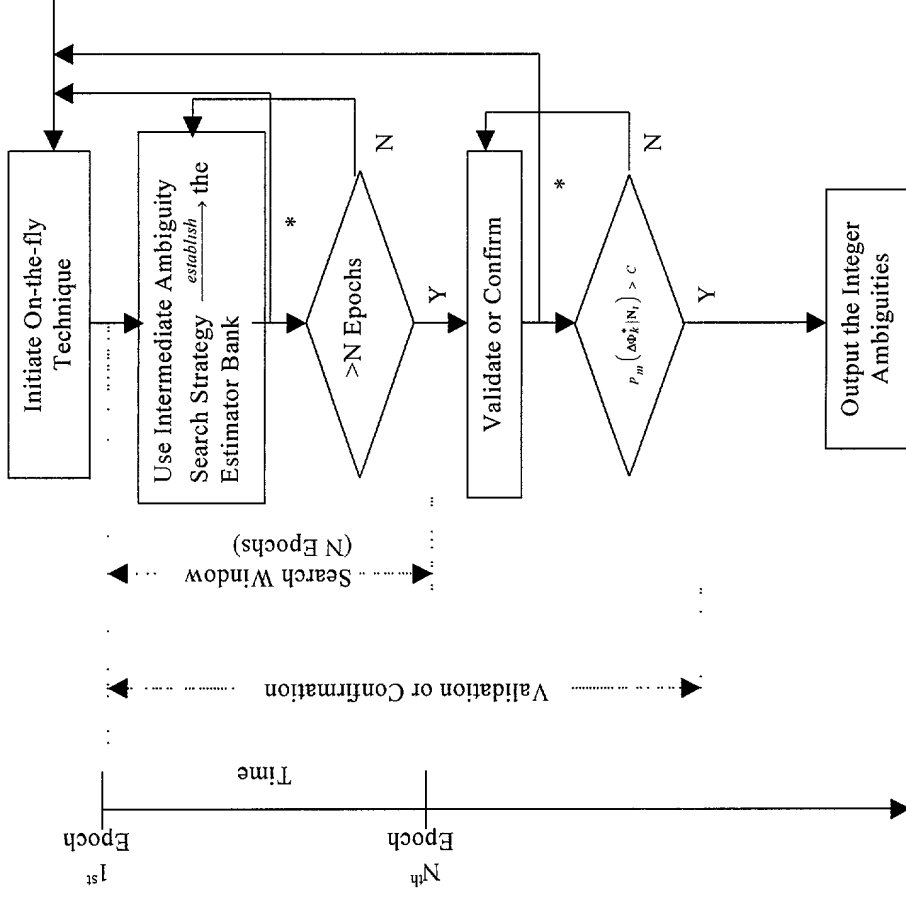 Initiate On-the-fly
Technique
Use Intermediate Ambiguity
Search Strategy establish the
Estimator Bank
*
N
>N Epochs
Y
Validate or Confirm
*
N
P_m (ΔΦ*_k | N_l) > C
Y
Output the Integer
Ambiguities
Search Window
(N Epochs)
Validation or Confirmation
Time
1st
Epoch
Nth
Epoch